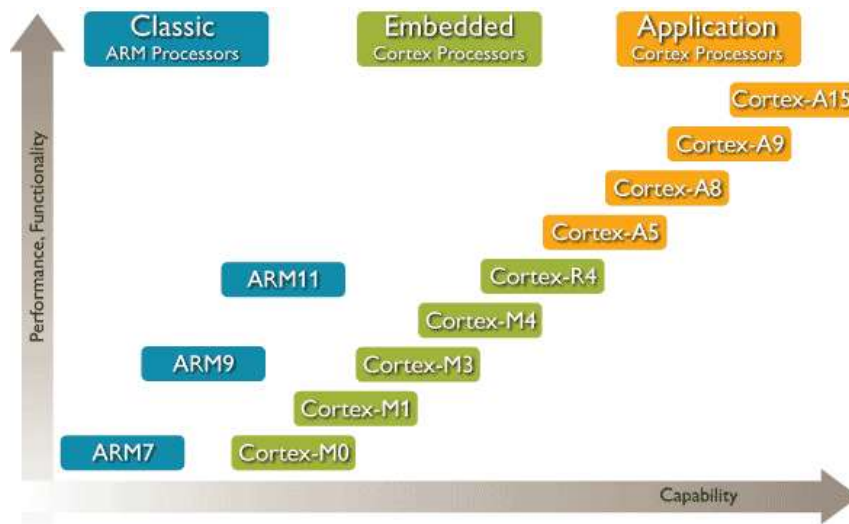 Classic
ARM Processors
Embedded
Cortex Processors
Application
Cortex Processors
Cortex-A15
Cortex-A9
Cortex-A8
Cortex-A5
ARM11
Cortex-R4
Cortex-M4
ARM9
Cortex-M3
Cortex-M1
ARM7
Cortex-M0
Performance, Functionality
Capability